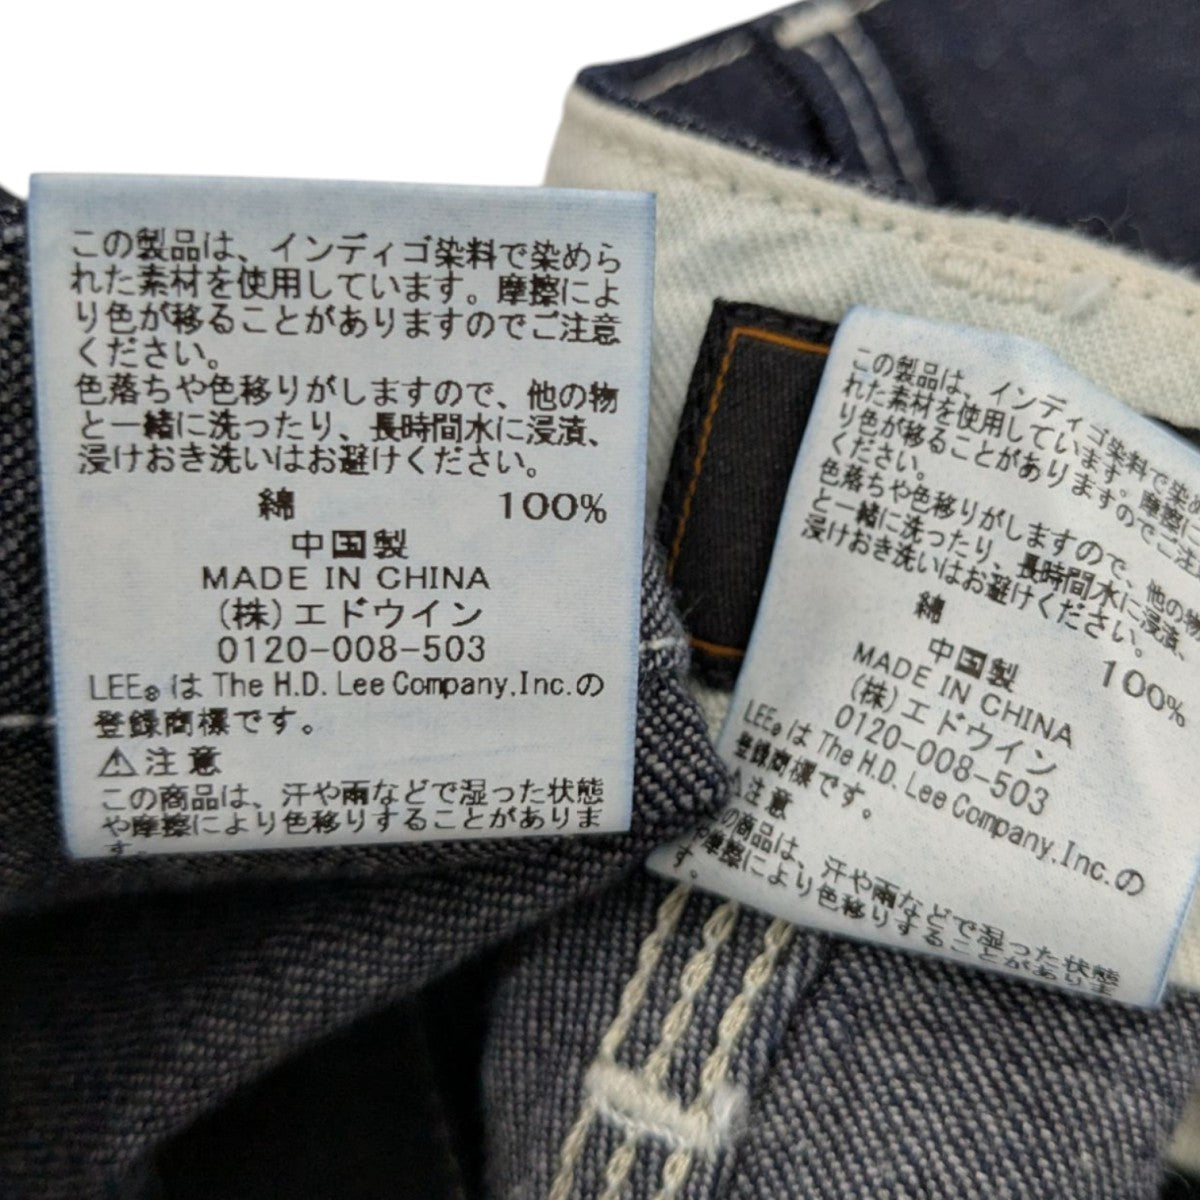 この製品は、インディゴ染料で染めら
れた素材を使用しています。摩擦によ
り色が移ることがありますのでご注意
ください。
色落ちや色移りがしますので、他の物
と一緒に洗ったり、長時間水に浸漬、
浸けおき洗いはお避けください。
綿 100%
中国製
MADE IN CHINA
(株)エドウイン
0120-008-503
LEE®は The H.D. Lee Company,Inc.の
登録商標です。
⚠注意
この商品は、汗や雨などで湿った状態
や摩擦により色移りすることがありま
す。
この製品は、インディゴ染料で染め
れた素材を使用しています。摩擦に
り色が移ることがありますのでご注
ください。
色落ちや色移りがしますので、他の物
と一緒に洗ったり、長時間水に浸漬、
浸けおき洗いはお避けください。
綿 100%
中国製
MADE IN CHINA
(株)エドウイン
0120-008-503
LEE®は The H.D. Lee Company,Inc.の
登録商標です。
⚠注意
の商品は、汗や雨などで湿った状態
や摩擦により色移りすることがありま
す。